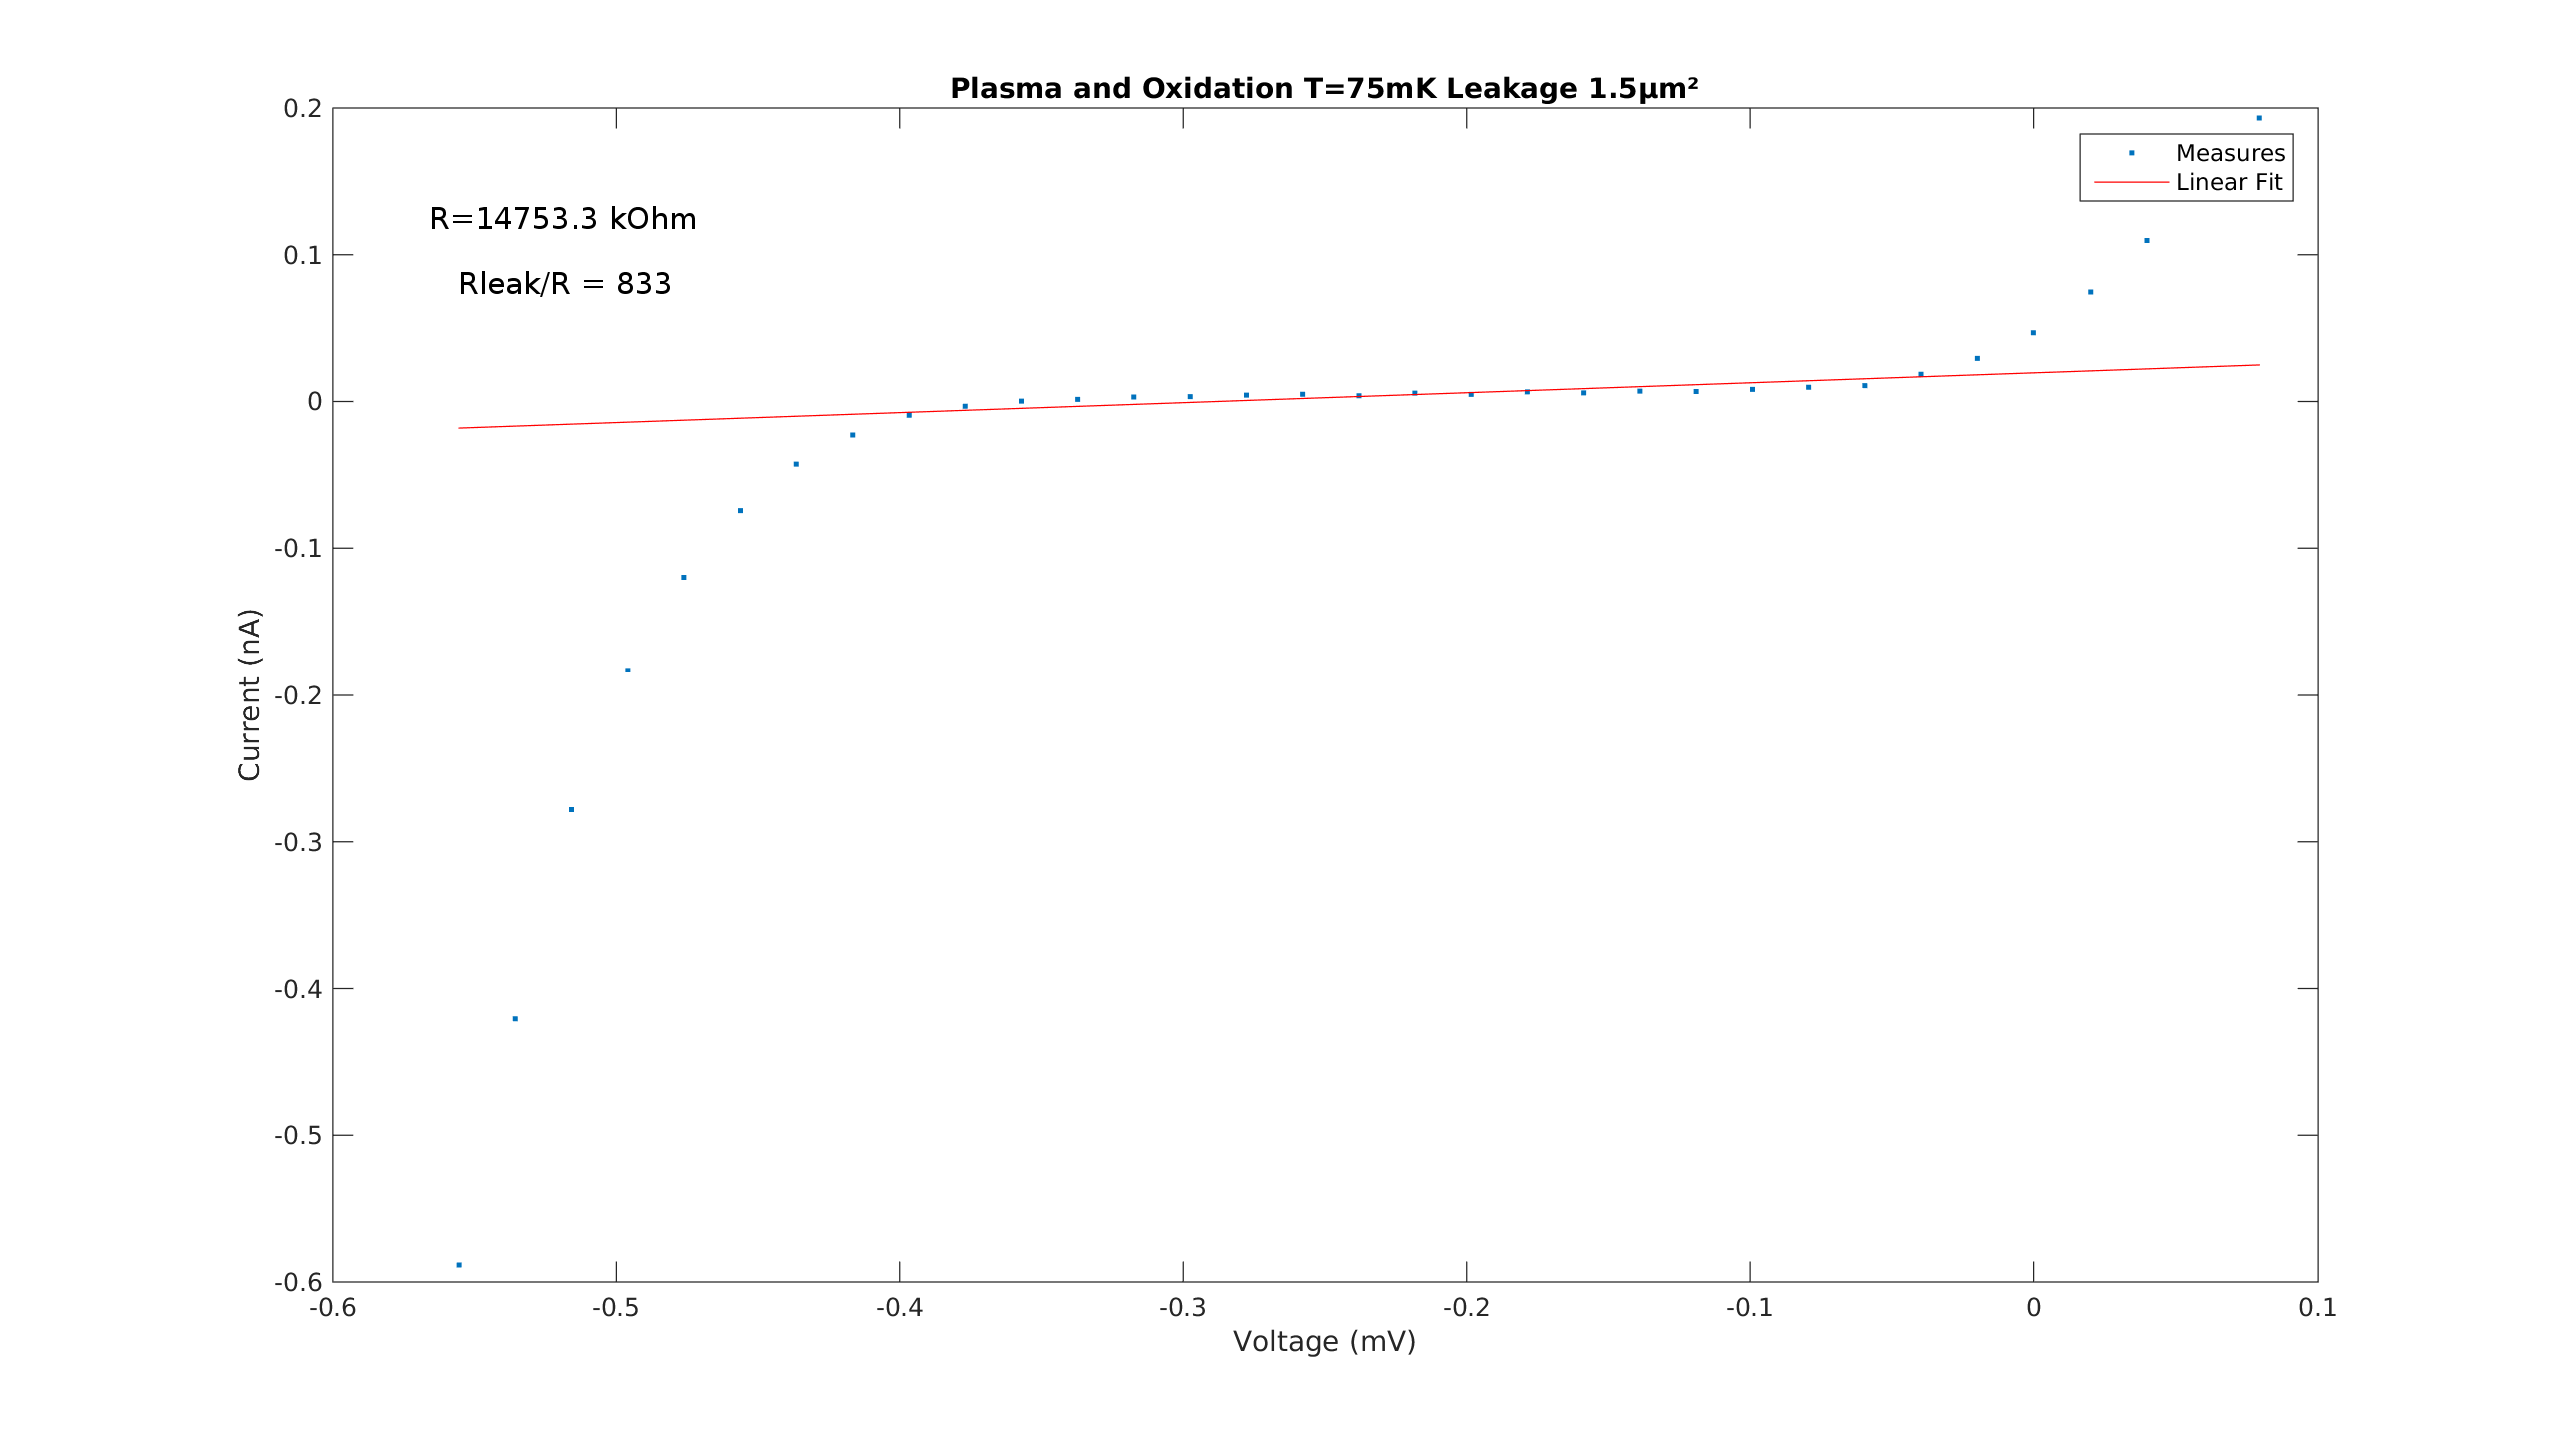 Plasma and Oxidation T=75mK Leakage 1.5µm²
0.2
0.1
0
-0.1
-0.2
-0.3
-0.4
-0.5
-0.6
Current (nA)
R=14753.3 kOhm
Rleak/R = 833
Measures
Linear Fit
-0.6
-0.5
-0.4
-0.3
-0.2
-0.1
0
0.1
Voltage (mV)